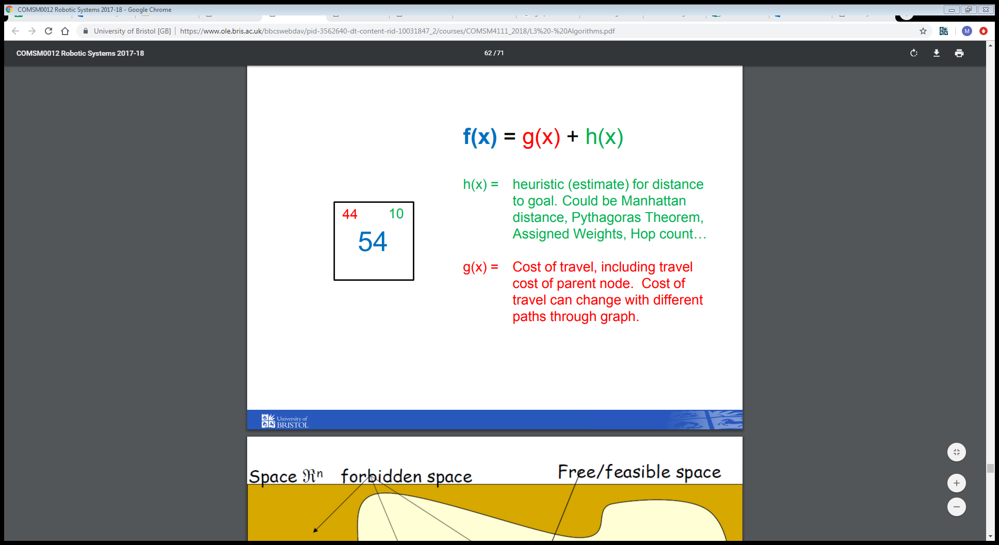 COMSM0012 Robotic Systems 2017-18 - Google Chrome
University of Bristol [GB] | https://www.ole.bris.ac.uk/bbcswebdav/pid-3562640-dt-content-rid-10031847_2/courses/COMSM4111_2018/L3%20-%20Algorithms.pdf
M
COMSM0012 Robotic Systems 2017-18
62 / 71
f(x) = g(x) + h(x)
h(x) = heuristic (estimate) for distance
to goal. Could be Manhattan
distance, Pythagoras Theorem,
Assigned Weights, Hop count…
44 10
54
g(x) = Cost of travel, including travel
cost of parent node.  Cost of
travel can change with different
paths through graph.
University of
BRISTOL
Space ℜⁿ forbidden space Free/feasible space